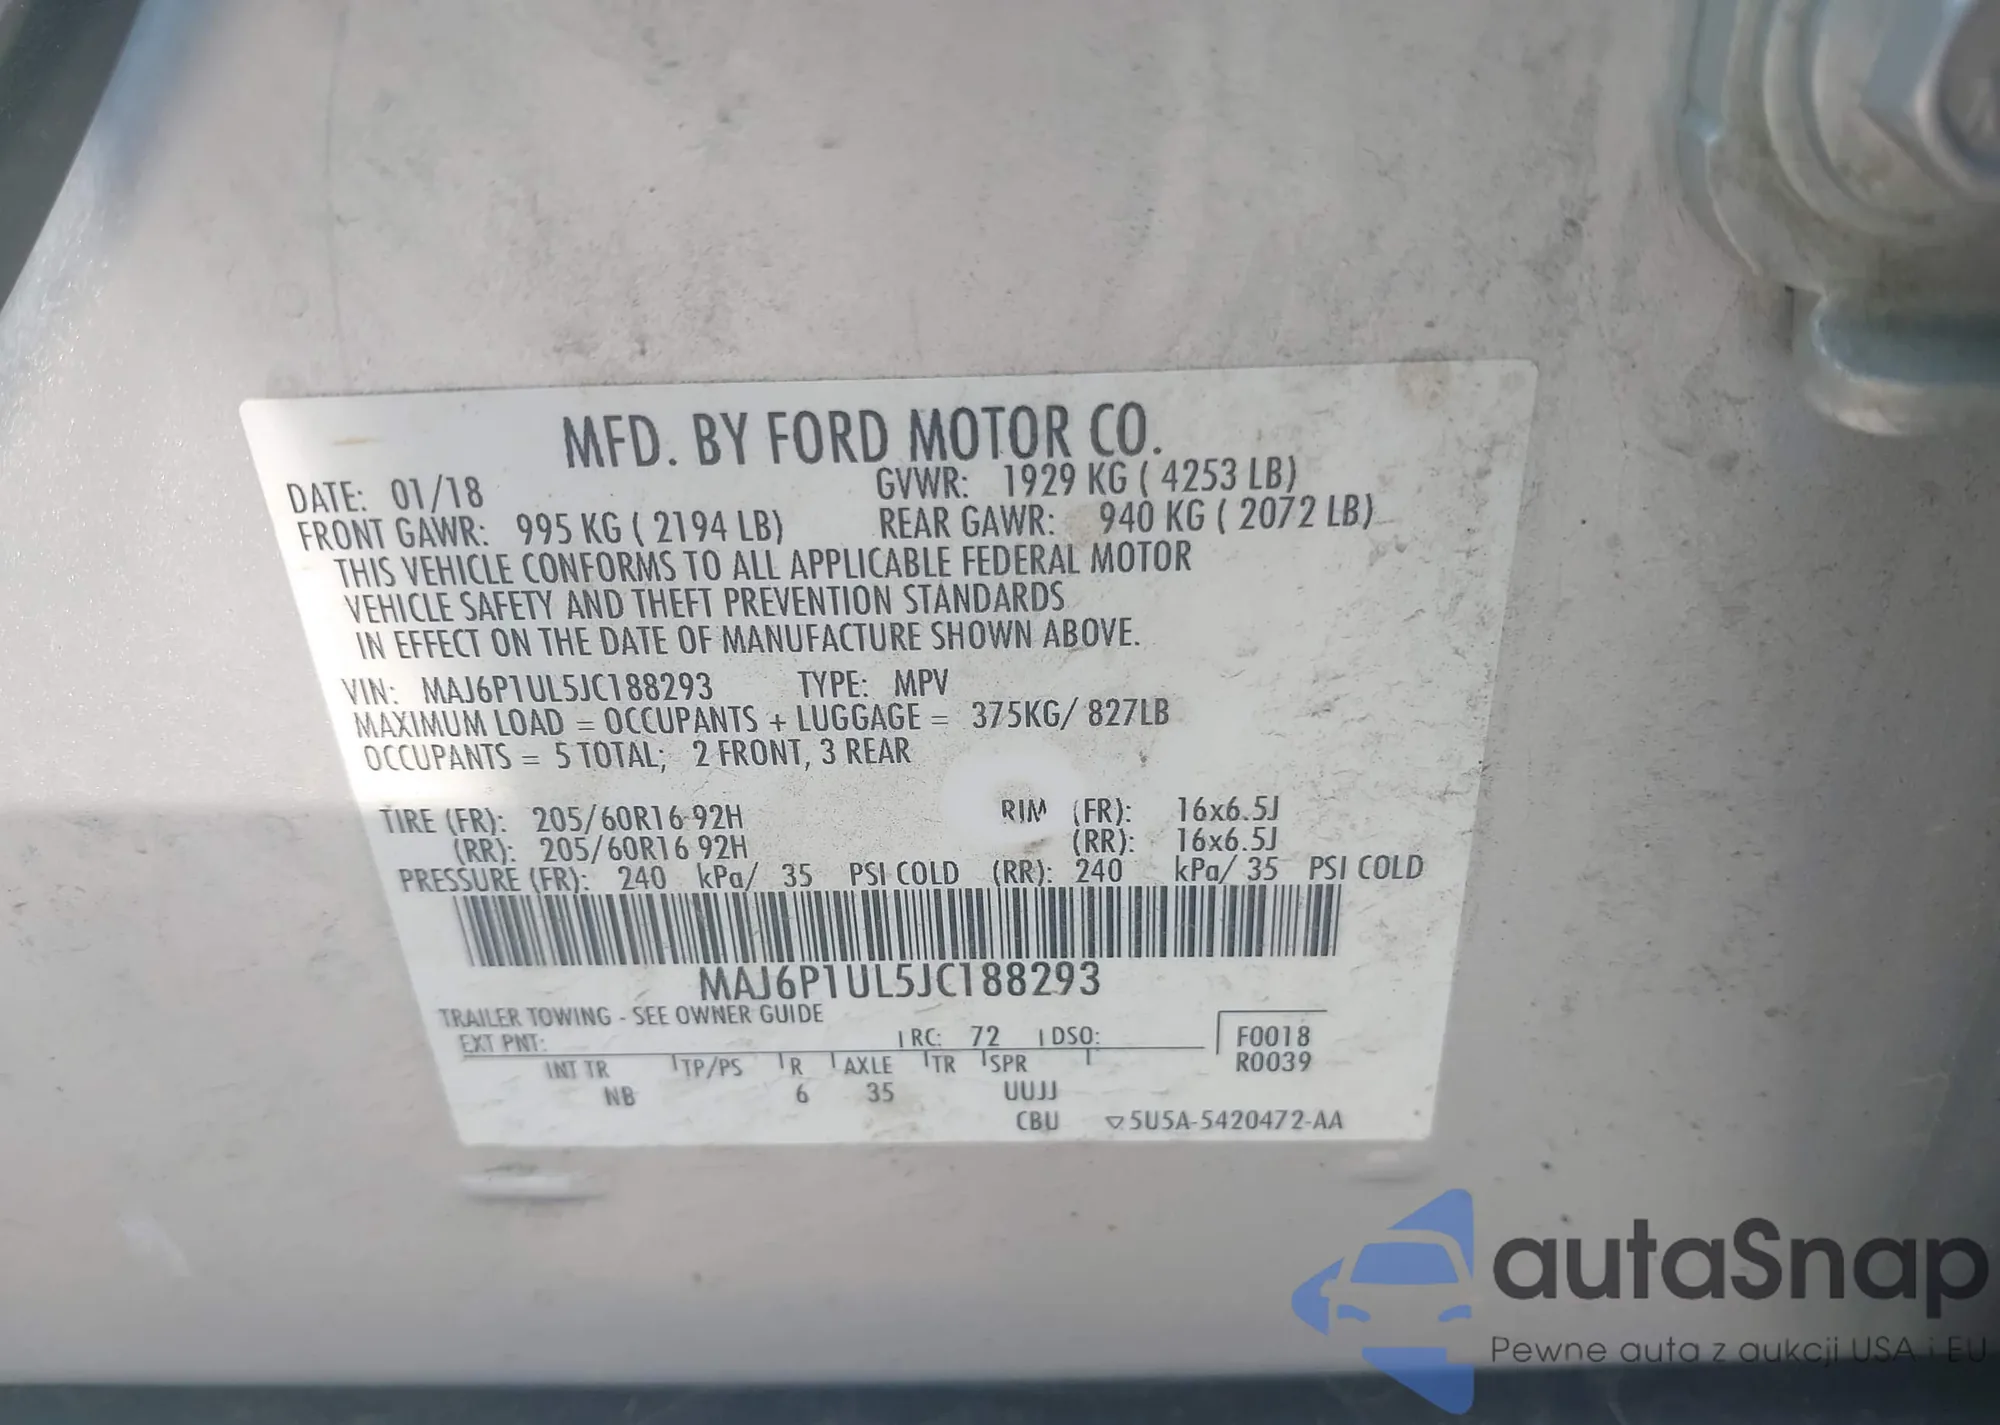 MFD. BY FORD MOTOR CO.
DATE: 01/18 GVWR: 1929 KG ( 4253 LB)
FRONT GAWR: 995 KG ( 2194 LB) REAR GAWR: 940 KG ( 2072 LB)
THIS VEHICLE CONFORMS TO ALL APPLICABLE FEDERAL MOTOR
VEHICLE SAFETY AND THEFT PREVENTION STANDARDS
IN EFFECT ON THE DATE OF MANUFACTURE SHOWN ABOVE.
VIN: MAJ6P1UL5JC188293 TYPE: MPV
MAXIMUM LOAD = OCCUPANTS + LUGGAGE = 375KG/ 827LB
OCCUPANTS = 5 TOTAL; 2 FRONT, 3 REAR
TIRE (FR): 205/60R16 92H RIM (FR): 16x6.5J
(RR): 205/60R16 92H (RR): 16x6.5J
PRESSURE (FR): 240 kPa/ 35 PSI COLD (RR): 240 kPa/ 35 PSI COLD
MAJ6P1UL5JC188293
TRAILER TOWING - SEE OWNER GUIDE
EXT PNT: RC: 72 DSO: F0018
INT TR TP/PS R AXLE TR SPR R0039
NB 6 35 UUJJ
CBU ▽5U5A-5420472-AA
autaSnap
Pewne auta z aukcji USA i EU